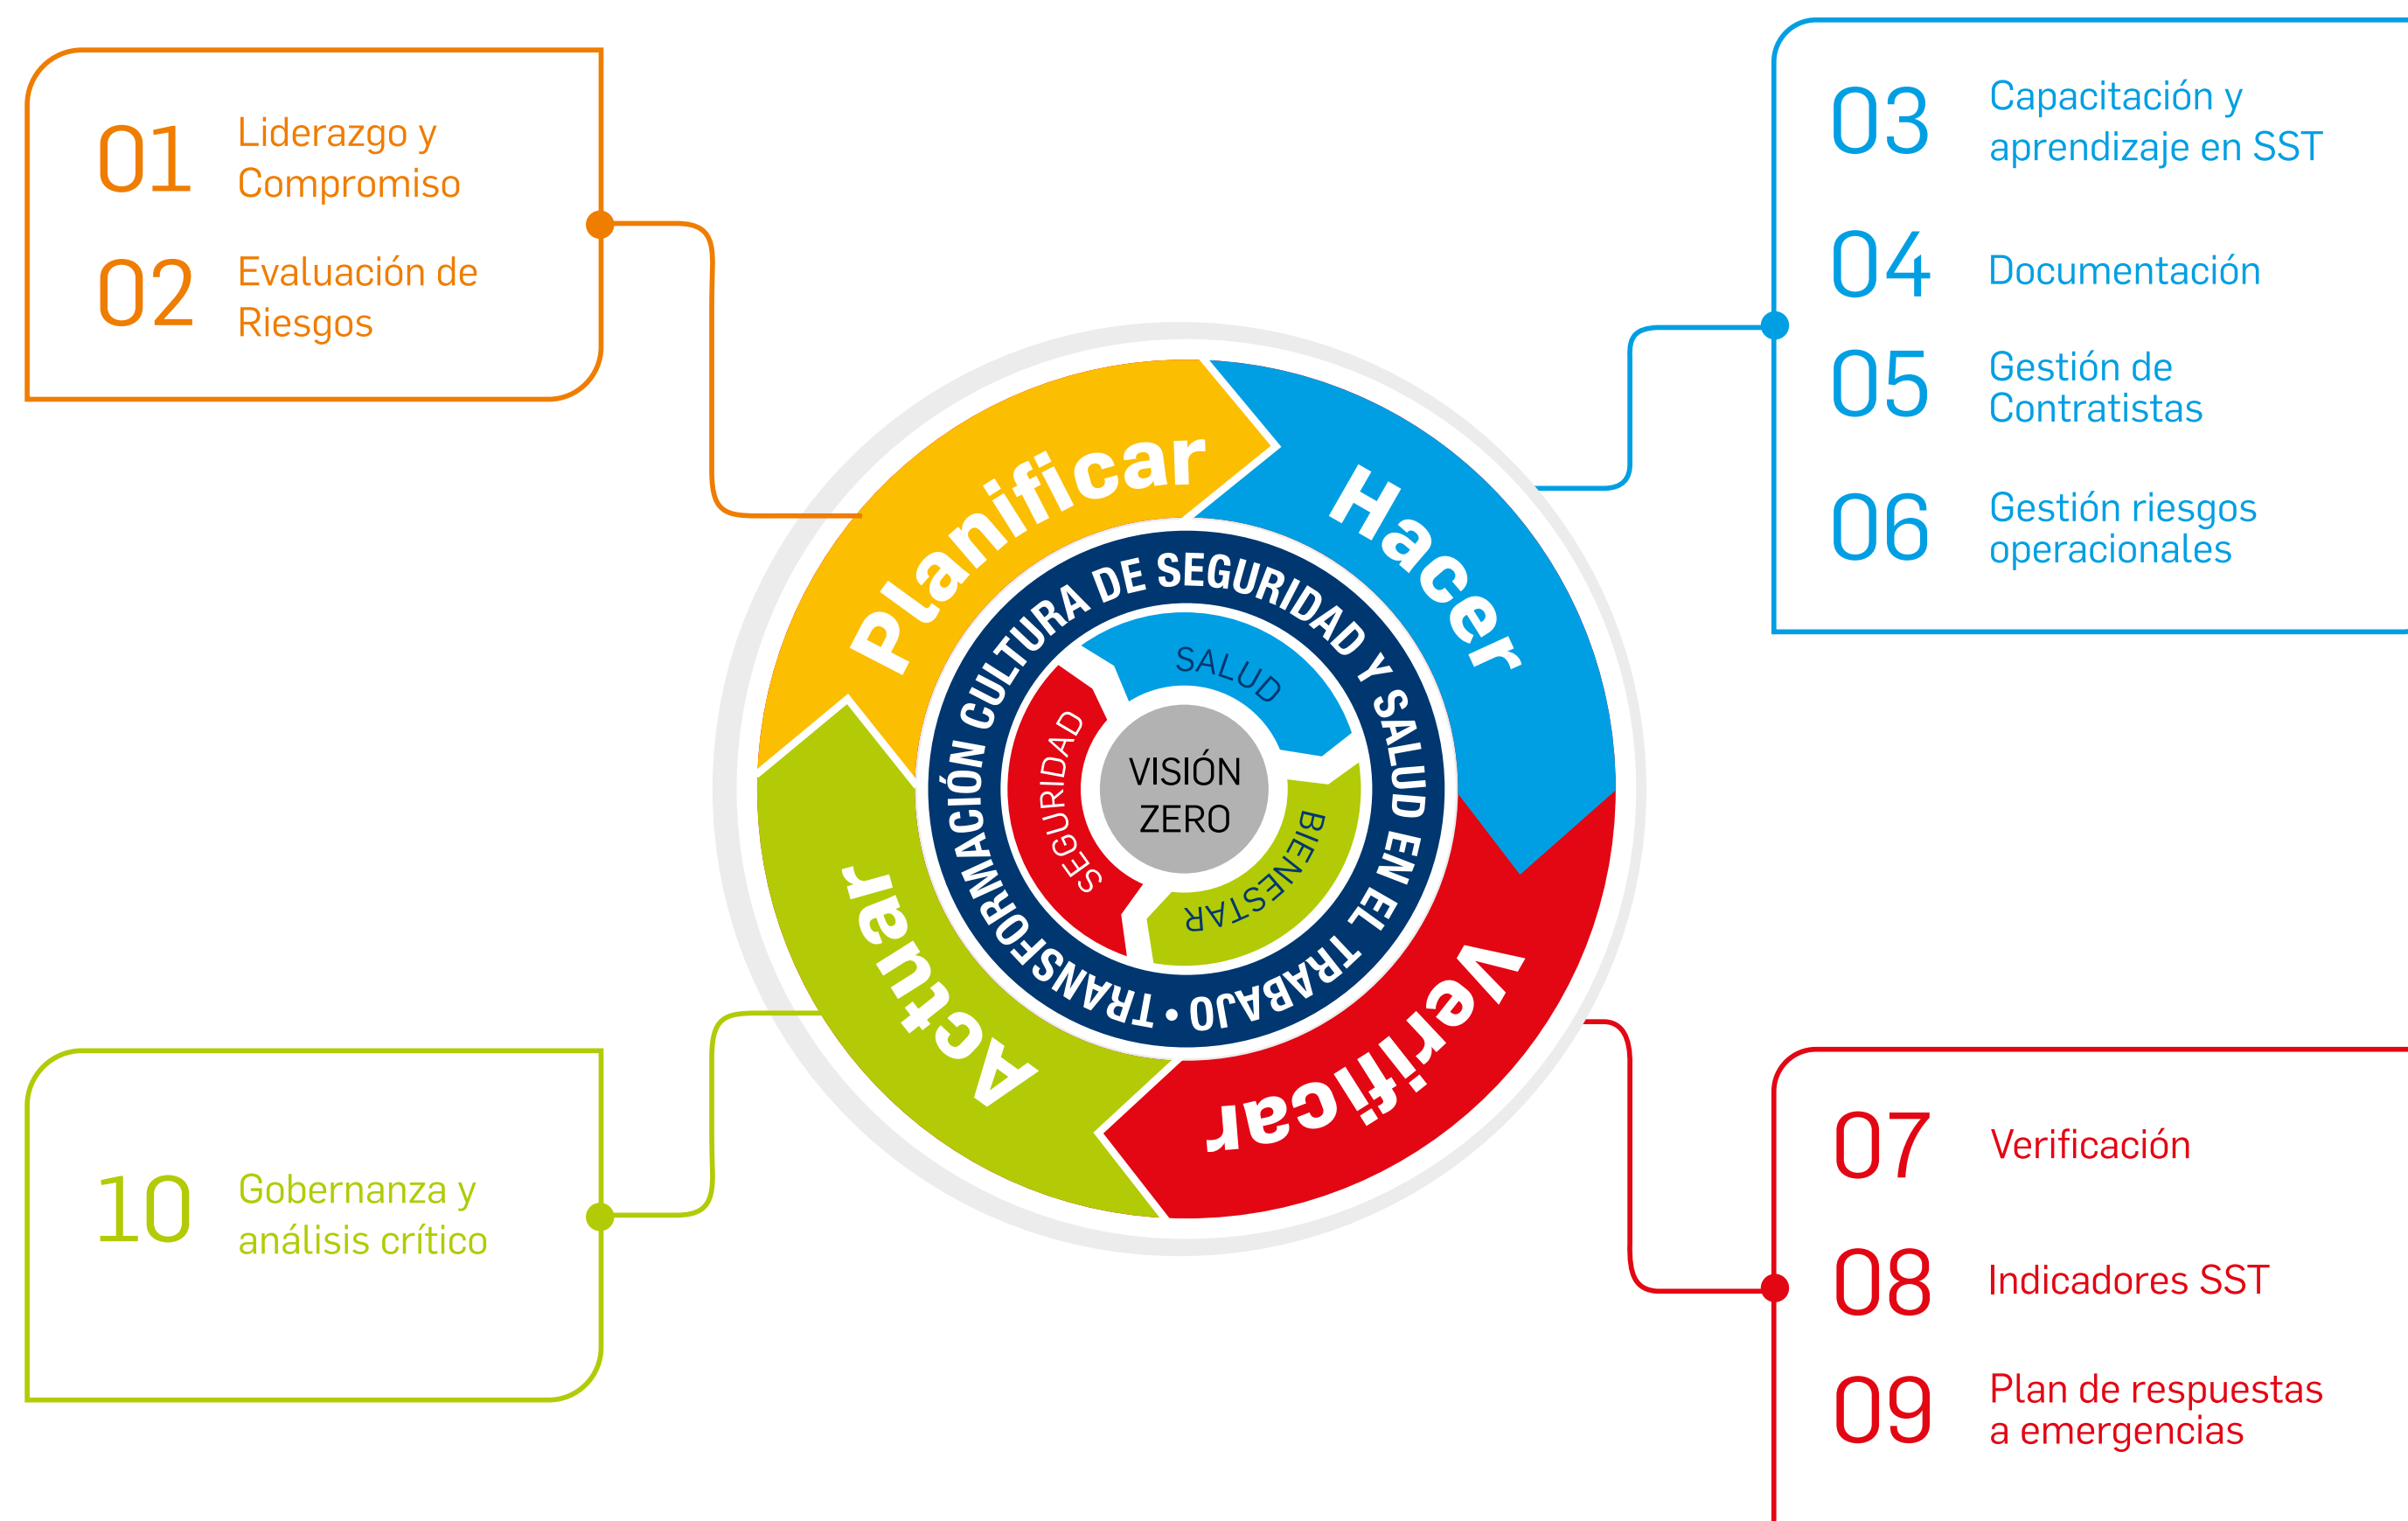 01 Liderazgo y
Compromiso
02 Evaluación de
Riesgos
03 Capacitación y
aprendizaje en SST
04 Documentación
05 Gestión de
Contratistas
06 Gestión riesgos
operacionales
Planificar
Hacer
Verificar
Actuar
TRANSFORMACIÓN CULTURA DE SEGURIDAD Y SALUD EN EL TRABAJO •
SALUD
BIENESTAR
SEGURIDAD
VISIÓN
ZERO
10 Gobernanza y
análisis crítico
07 Verificación
08 Indicadores SST
09 Plan de respuestas
a emergencias